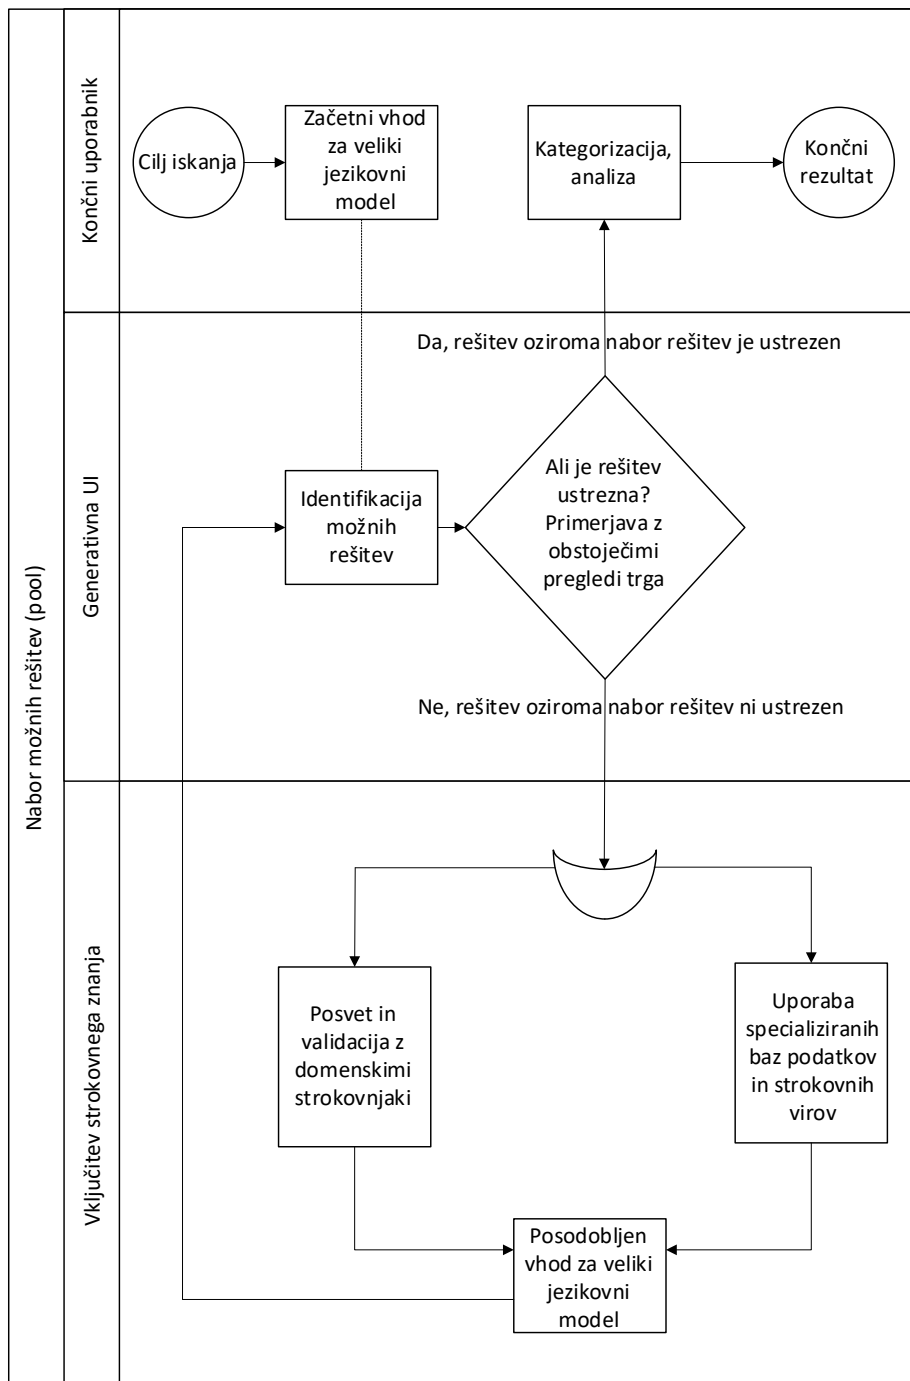 Nabor možnih rešitev (pool)
Končni uporabnik
Cilj iskanja
Začetni vhod
za veliki
jezikovni
model
Kategorizacija,
analiza
Končni
rezultat
Generativna UI
Da, rešitev oziroma nabor rešitev je ustrezen
Identifikacija
možnih
rešitev
Ali je rešitev
ustrezna?
Primerjava z
obstoječimi
pregledi trga
Ne, rešitev oziroma nabor rešitev ni ustrezen
Vključitev strokovnega znanja
Posvet in
validacija z
domenskimi
strokovnjaki
Uporaba
specializiranih
baz podatkov
in strokovnih
virov
Posodobljen
vhod za veliki
jezikovni
model